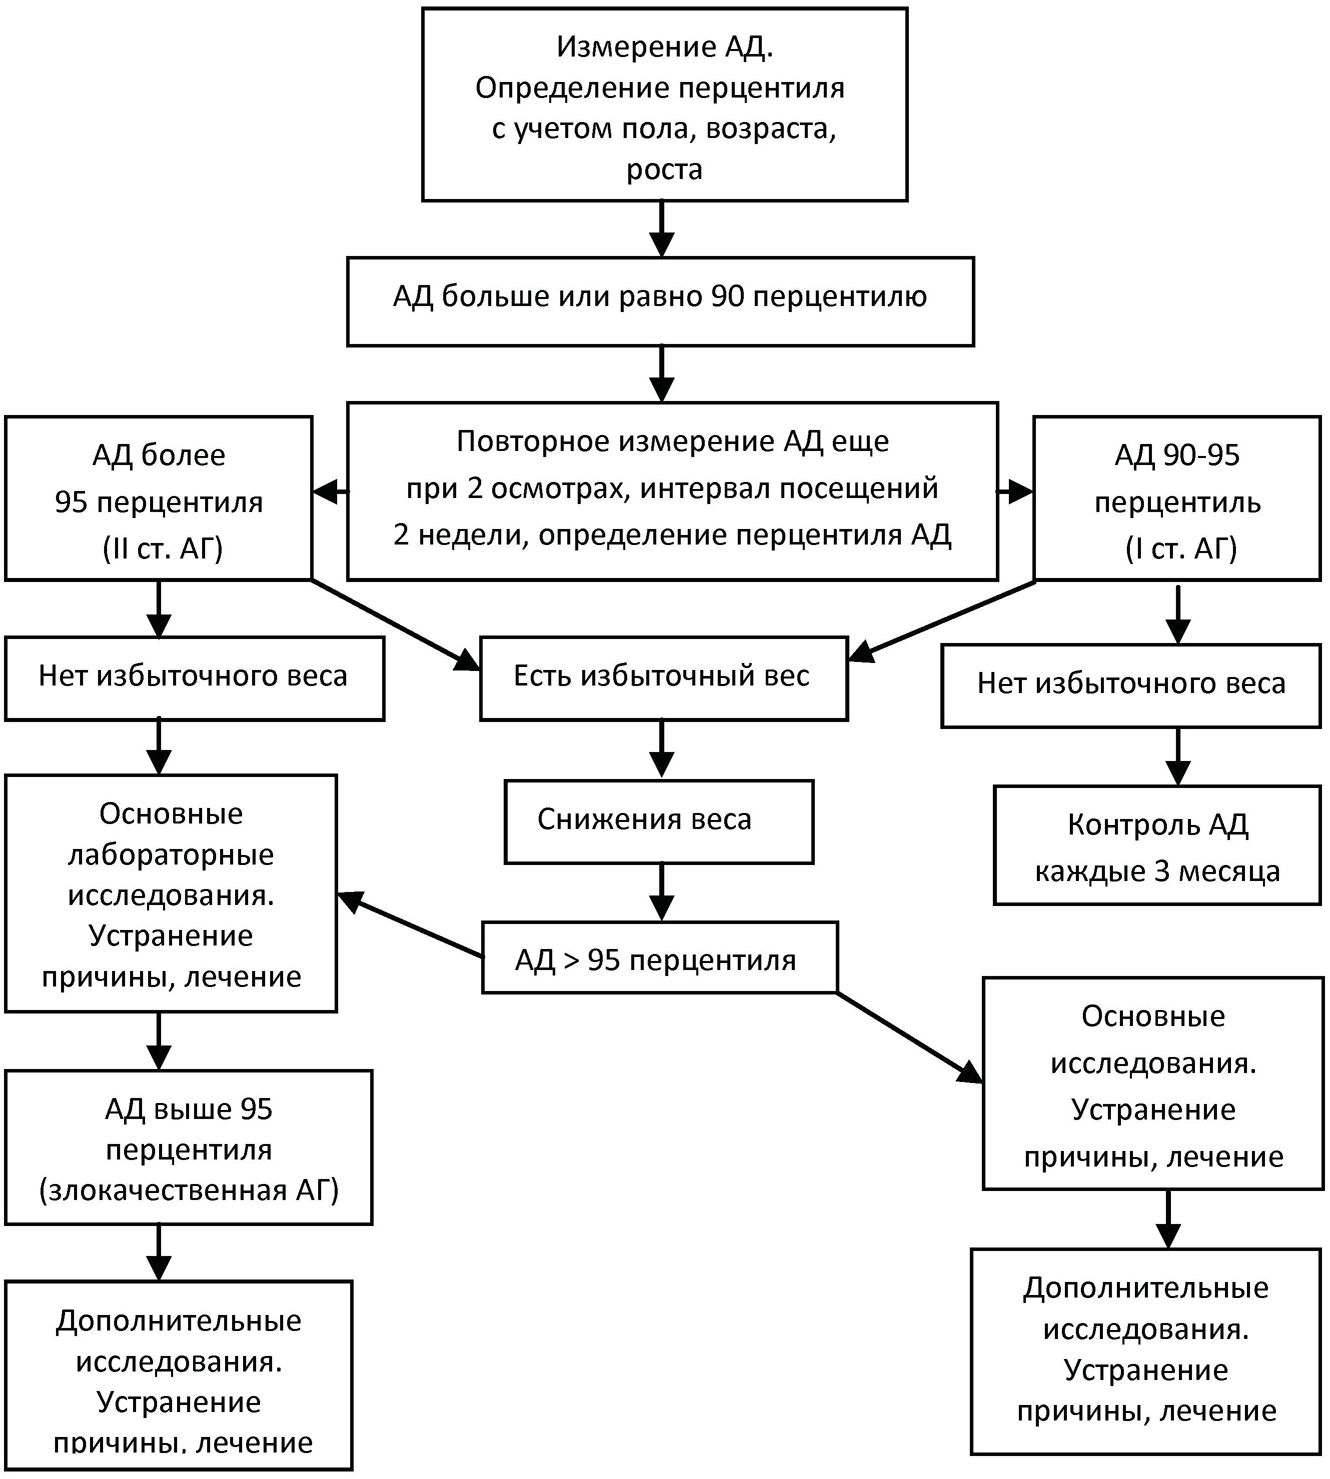 Измерение АД.
Определение перцентиля
с учетом пола, возраста,
роста
АД больше или равно 90 перцентилю
АД более
95 перцентиля
(II ст. АГ)
Повторное измерение АД еще
при 2 осмотрах, интервал посещений
2 недели, определение перцентиля АД
АД 90-95
перцентиль
(I ст. АГ)
Нет избыточного веса
Есть избыточный вес
Нет избыточного веса
Основные
лабораторные
исследования.
Устранение
причины, лечение
Снижения веса
Контроль АД
каждые 3 месяца
АД > 95 перцентиля
Основные
исследования.
Устранение
причины, лечение
АД выше 95
перцентиля
(злокачественная АГ)
Дополнительные
исследования.
Устранение
причины, лечение
Дополнительные
исследования.
Устранение
причины, лечение